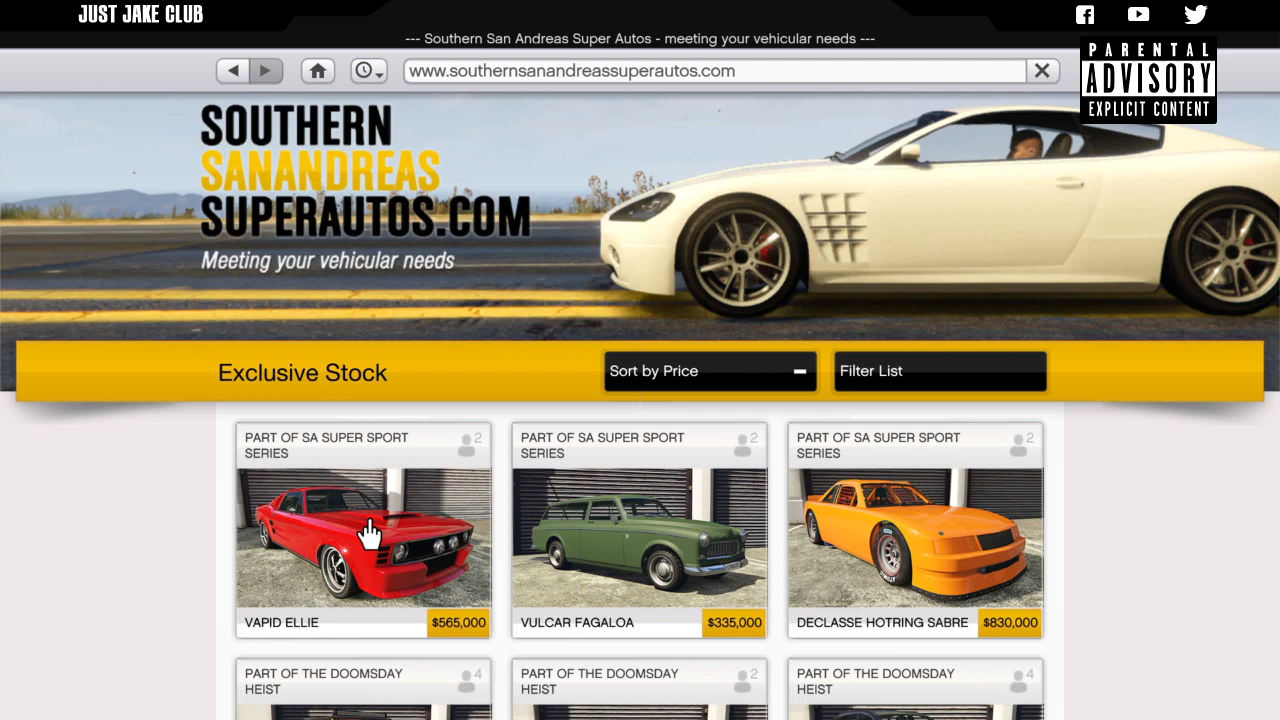 JUST JAKE CLUB
--- Southern San Andreas Super Autos - meeting your vehicular needs ---
www.southernsanandreassuperautos.com
PARENTAL
ADVISORY
EXPLICIT CONTENT
SOUTHERN
SANANDREAS
SUPERAUTOS.COM
Meeting your vehicular needs
Exclusive Stock
Sort by Price
Filter List
PART OF SA SUPER SPORT
SERIES
2
PART OF SA SUPER SPORT
SERIES
2
PART OF SA SUPER SPORT
SERIES
2
VAPID ELLIE
$565,000
VULCAR FAGALOA
$335,000
DECLASSE HOTRING SABRE
$830,000
PART OF THE DOOMSDAY
HEIST
4
PART OF THE DOOMSDAY
HEIST
2
PART OF THE DOOMSDAY
HEIST
4